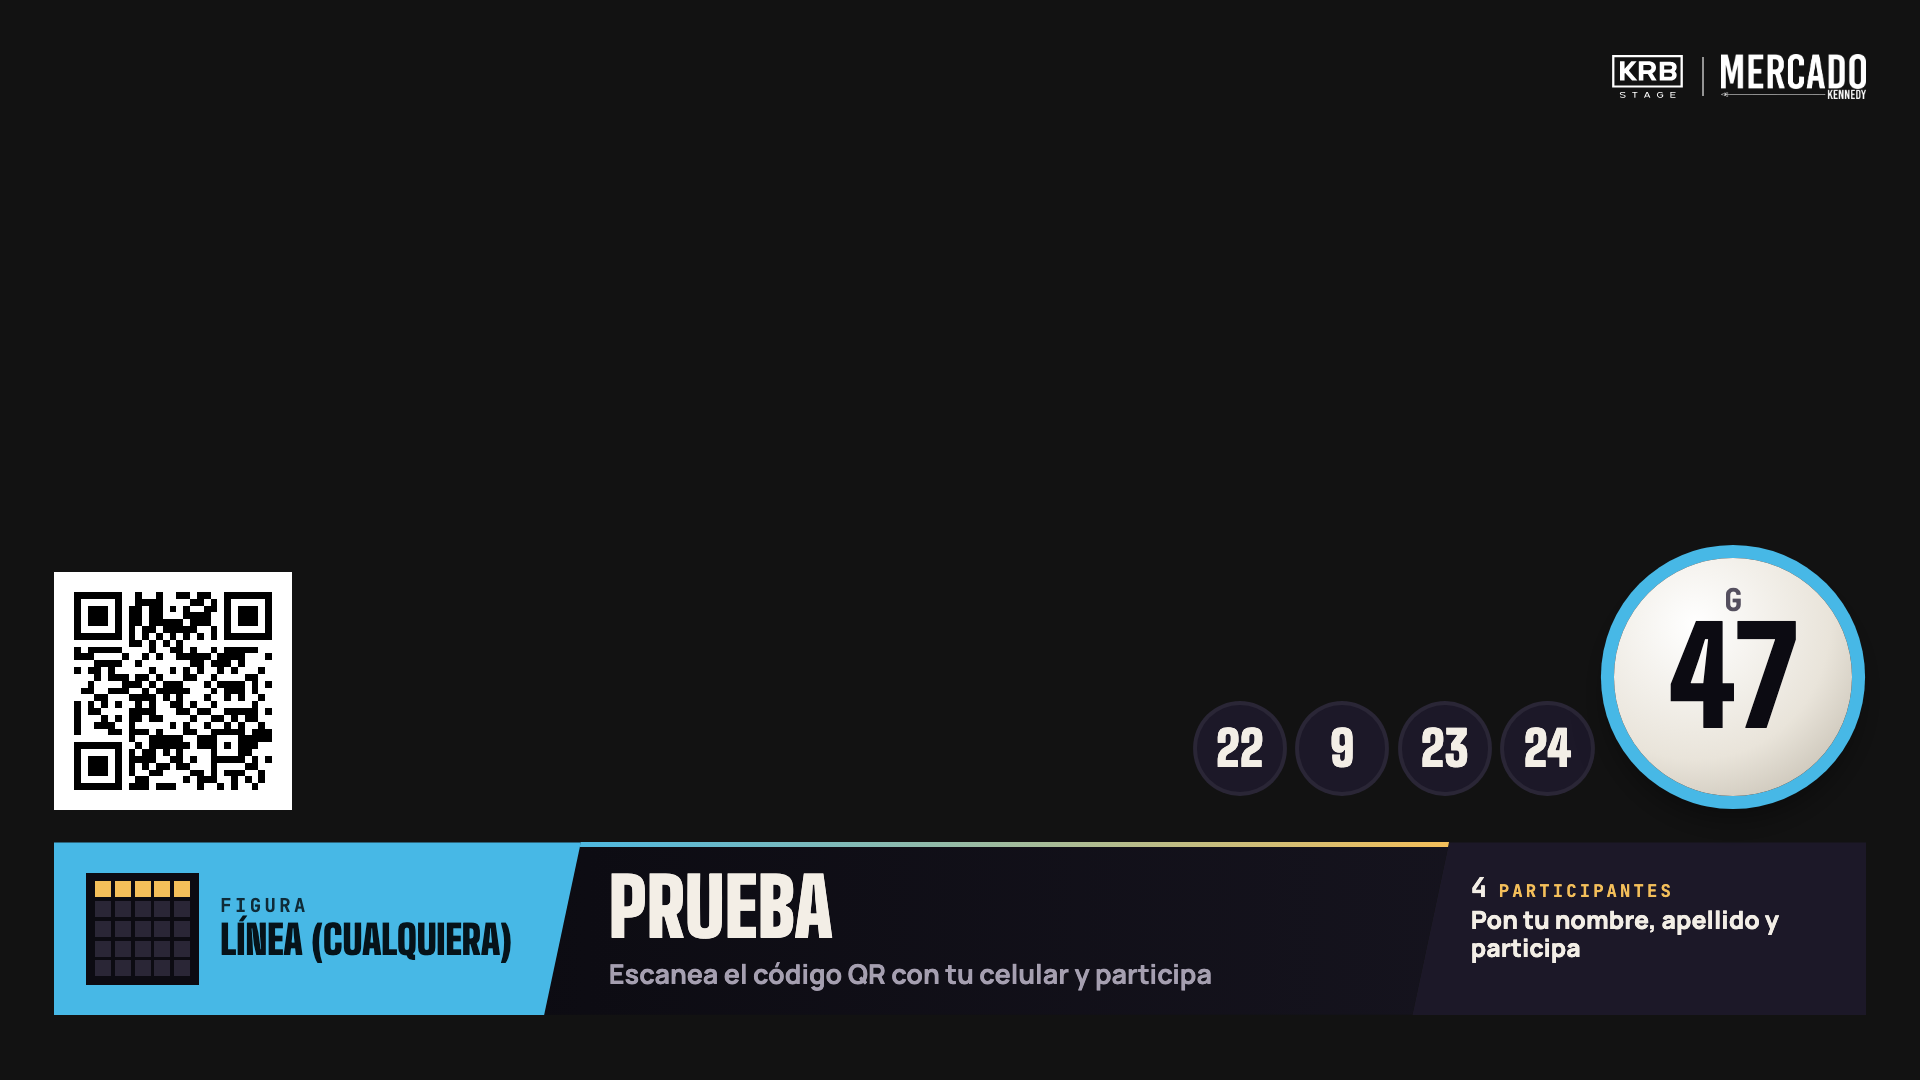 KRB
STAGE
MERCADO
KENNEDY
G
47
22
9
23
24
FIGURA
LÍNEA (CUALQUIERA)
PRUEBA
Escanea el código QR con tu celular y participa
4 PARTICIPANTES
Pon tu nombre, apellido y
participa